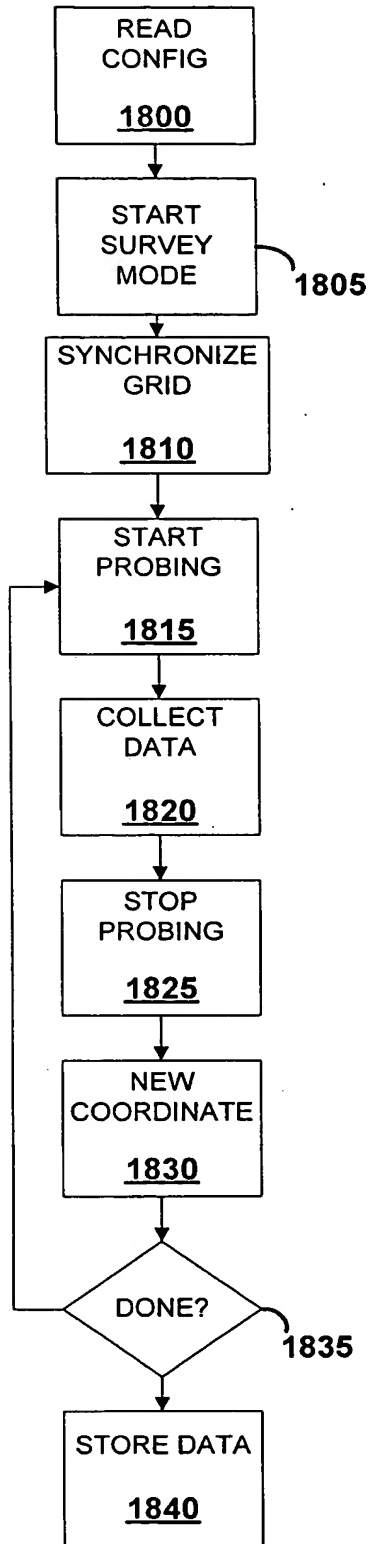 READ
CONFIG
1800
START
SURVEY
MODE
1805
SYNCHRONIZE
GRID
1810
START
PROBING
1815
COLLECT
DATA
1820
STOP
PROBING
1825
NEW
COORDINATE
1830
DONE?
1835
STORE DATA
1840